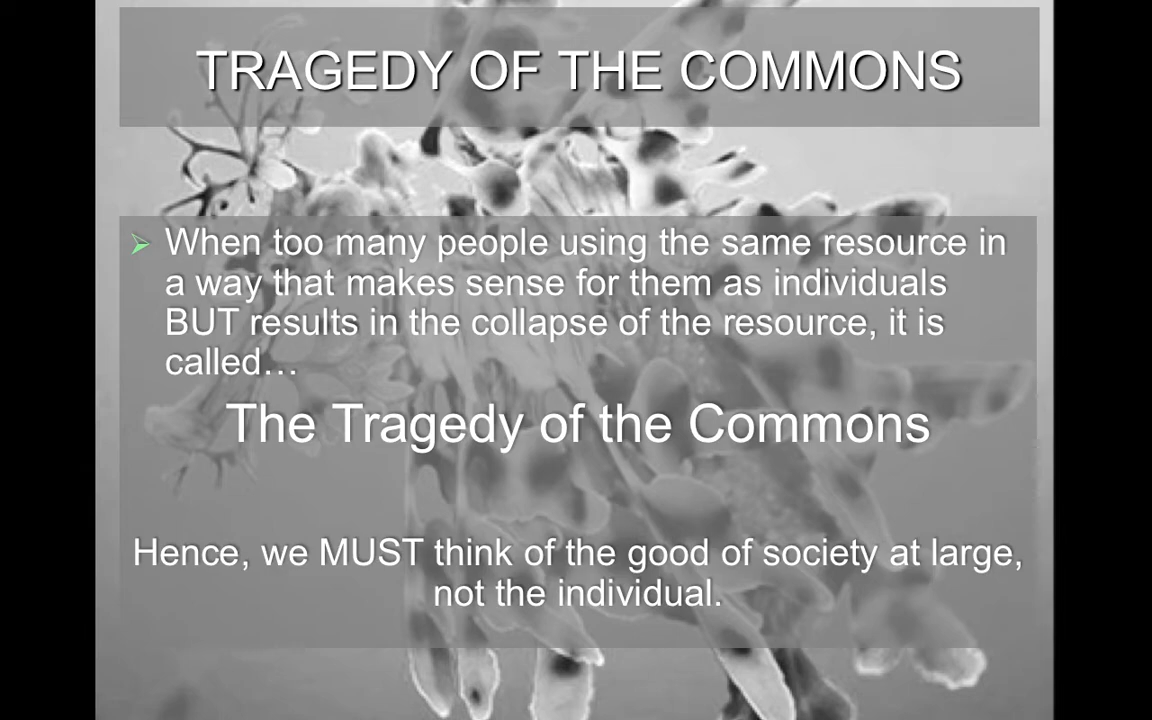 TRAGEDY OF THE COMMONS
When too many people using the same resource in
a way that makes sense for them as individuals
BUT results in the collapse of the resource, it is
called…
The Tragedy of the Commons
Hence, we MUST think of the good of society at large,
not the individual.